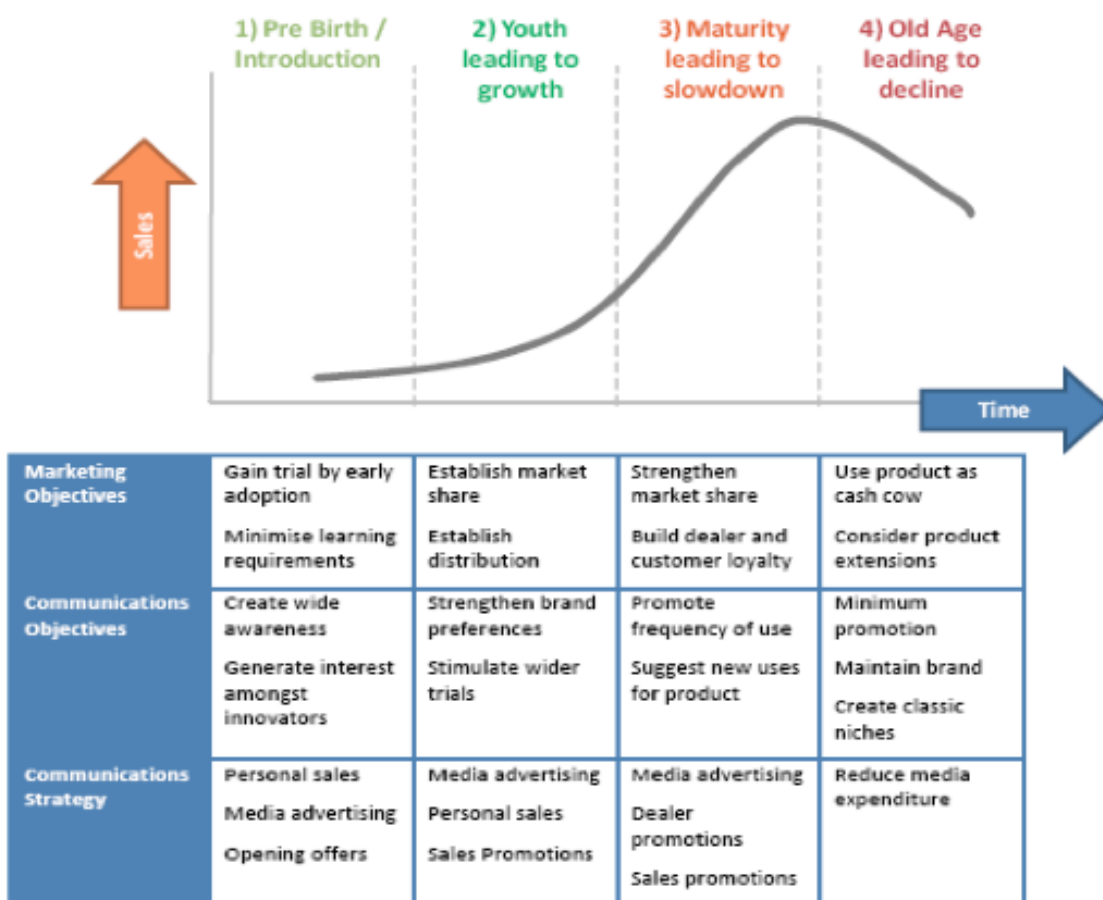 1) Pre Birth /
Introduction
2) Youth
leading to
growth
3) Maturity
leading to
slowdown
4) Old Age
leading to
decline
Sales
Time
Marketing
Objectives
Gain trial by early
adoption
Minimise learning
requirements
Establish market
share
Establish
distribution
Strengthen
market share
Build dealer and
customer loyalty
Use product as
cash cow
Consider product
extensions
Communications
Objectives
Create wide
awareness
Generate interest
amongst
innovators
Strengthen brand
preferences
Stimulate wider
trials
Promote
frequency of use
Suggest new uses
for product
Minimum
promotion
Maintain brand
Create classic
niches
Communications
Strategy
Personal sales
Media advertising
Opening offers
Media advertising
Personal sales
Sales Promotions
Media advertising
Dealer
promotions
Sales promotions
Reduce media
expenditure